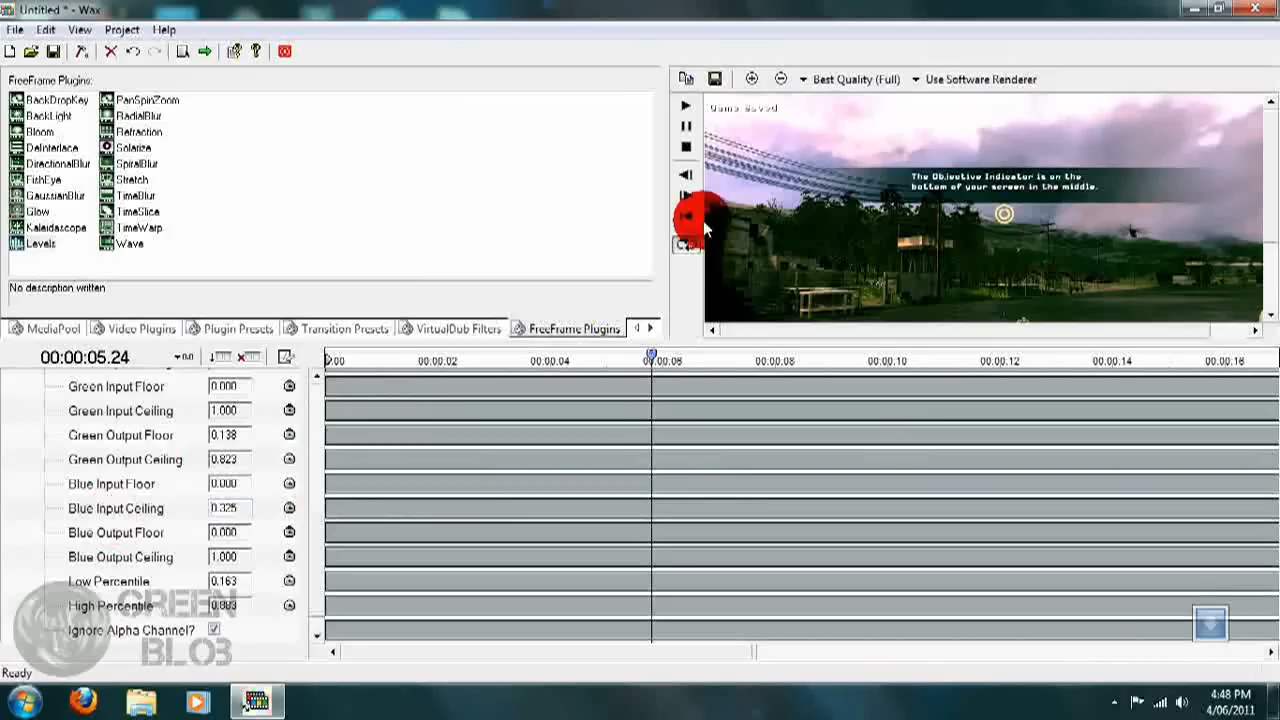 Untitled * - Wax
File Edit View Project Help
FreeFrame Plugins:
BackDropKey PanSpinZoom
BackLight RadialBlur
Bloom Refraction
DeInterlace Solarize
DirectionalBlur SpiralBlur
FishEye Stretch
GaussianBlur TimeBlur
Glow TimeSlice
Kaleidascope TimeWarp
Levels Wave
No description written
MediaPool Video Plugins Plugin Presets Transition Presets VirtualDub Filters FreeFrame Plugins
Best Quality (Full) Use Software Renderer
Game Saved
The Objective Indicator is on the
bottom of your screen in the middle.
00:00:05.24
:00 00:00:02 00:00:04 00:00:06 00:00:08 00:00:10 00:00:12 00:00:14 00:00:16
Green Input Floor 0.000
Green Input Ceiling 1.000
Green Output Floor 0.138
Green Output Ceiling 0.823
Blue Input Floor 0.000
Blue Input Ceiling 0.325
Blue Output Floor 0.000
Blue Output Ceiling 1.000
Low Percentile 0.163
High Percentile 0.883
Ignore Alpha Channel?
GREEN
BLO3
Ready
4:48 PM
4/06/2011